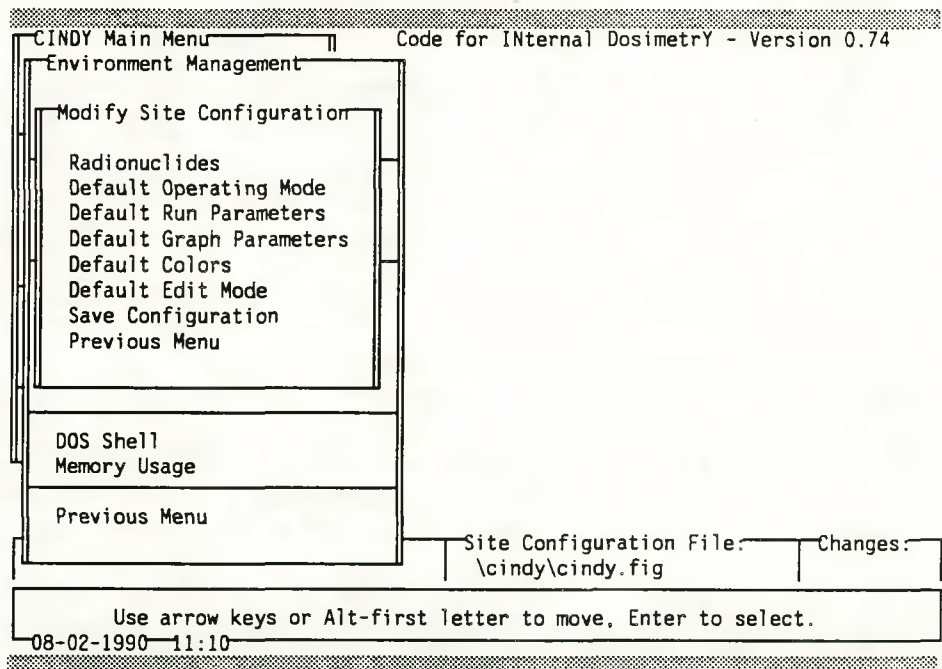 CINDY Main Menu
Code for INternal DosimetrY - Version 0.74
Environment Management
Modify Site Configuration
Radionuclides
Default Operating Mode
Default Run Parameters
Default Graph Parameters
Default Colors
Default Edit Mode
Save Configuration
Previous Menu
DOS Shell
Memory Usage
Previous Menu
Site Configuration File:
Changes:
\cindy\cindy.fig
Use arrow keys or Alt-first letter to move, Enter to select.
08-02-1990 11:10